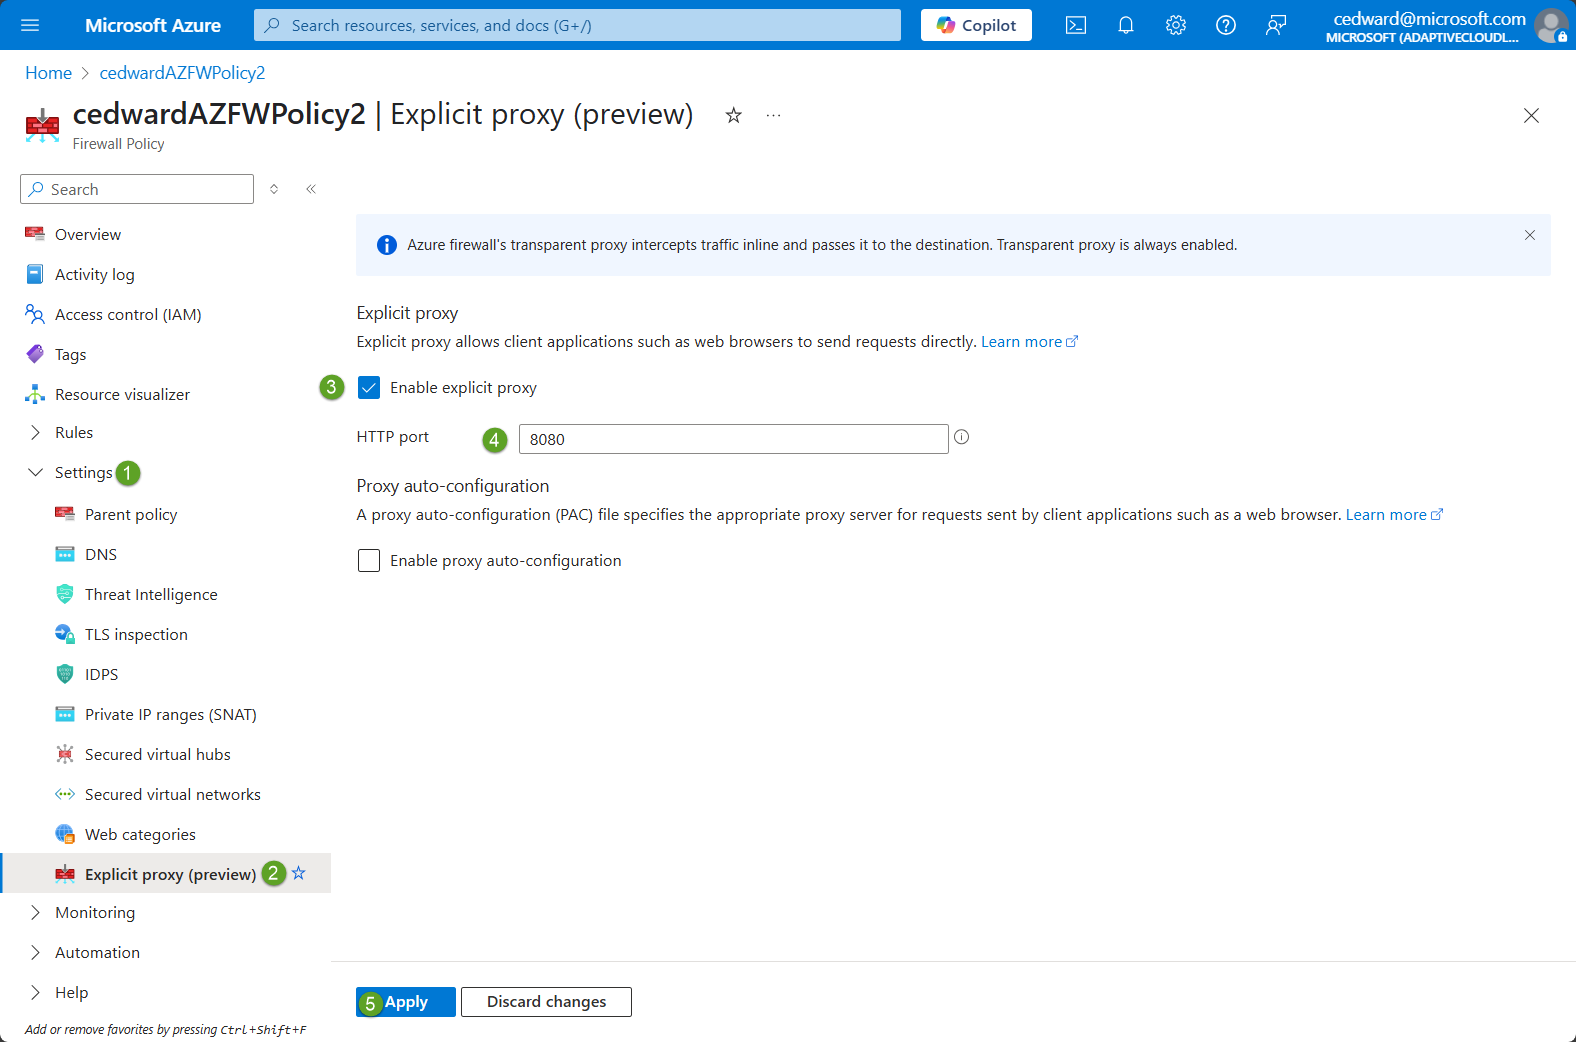 Microsoft Azure
Search resources, services, and docs (G+/)
Copilot
cedward@microsoft.com
MICROSOFT (ADAPTIVECLOUDL...
Home > cedwardAZFWPolicy2
cedwardAZFWPolicy2 | Explicit proxy (preview)
Firewall Policy
Search
Overview
Activity log
Access control (IAM)
Tags
Resource visualizer
Rules
Settings 1
Parent policy
DNS
Threat Intelligence
TLS inspection
IDPS
Private IP ranges (SNAT)
Secured virtual hubs
Secured virtual networks
Web categories
Explicit proxy (preview) 2
Monitoring
Automation
Help
Add or remove favorites by pressing Ctrl+Shift+F
Azure firewall's transparent proxy intercepts traffic inline and passes it to the destination. Transparent proxy is always enabled.
Explicit proxy
Explicit proxy allows client applications such as web browsers to send requests directly. Learn more
3 Enable explicit proxy
HTTP port 4 8080
Proxy auto-configuration
A proxy auto-configuration (PAC) file specifies the appropriate proxy server for requests sent by client applications such as a web browser. Learn more
Enable proxy auto-configuration
5 Apply
Discard changes